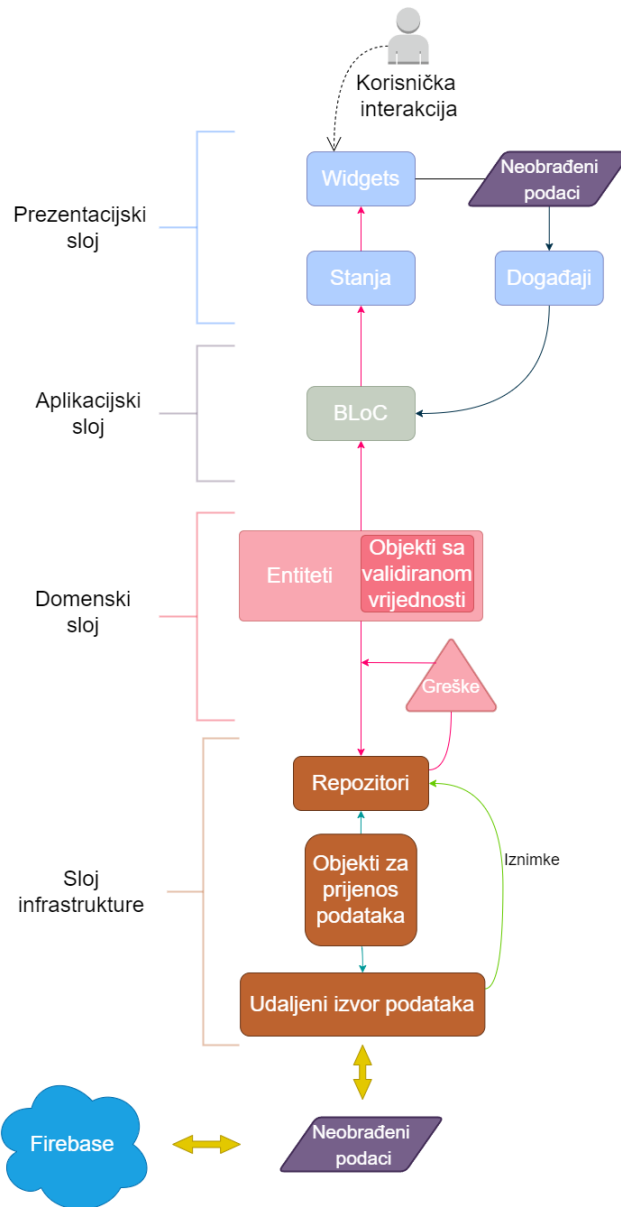 Korisnička
interakcija
Prezentacijski
sloj
Widgets
Neobrađeni
podaci
Stanja
Događaji
Aplikacijski
sloj
BLoC
Domenski
sloj
Entiteti
Objekti sa
validiranom
vrijednosti
Greške
Sloj
infrastrukture
Repozitori
Objekti za
prijenos
podataka
Iznimke
Udaljeni izvor podataka
Firebase
Neobrađeni
podaci